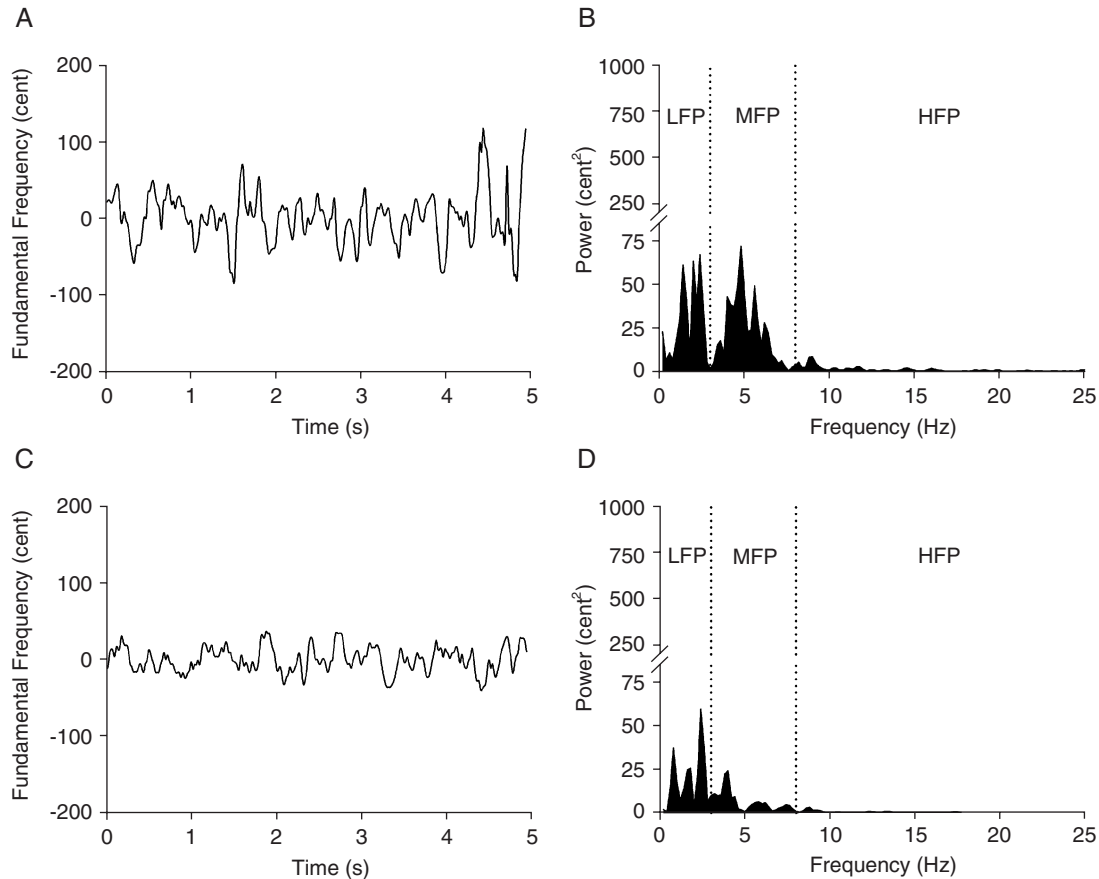 A
Fundamental Frequency (cent)
200
100
0
-100
-200
0 1 2 3 4 5
Time (s)
B
Power (cent²)
1000
750
500
250
75
50
25
0
LFP MFP HFP
0 5 10 15 20 25
Frequency (Hz)
C
Fundamental Frequency (cent)
200
100
0
-100
-200
0 1 2 3 4 5
Time (s)
D
Power (cent²)
1000
750
500
250
75
50
25
0
LFP MFP HFP
0 5 10 15 20 25
Frequency (Hz)